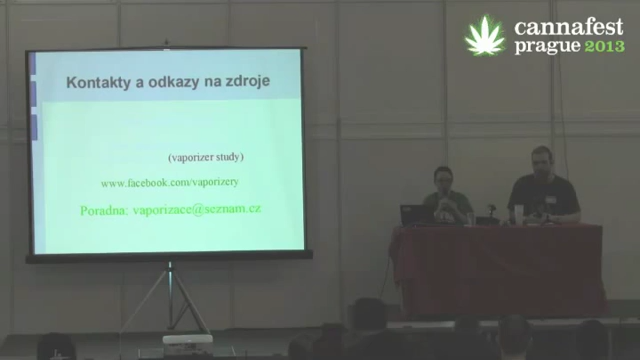 cannafest
prague 2013
Kontakty a odkazy na zdroje
(vaporizer study)
www.facebook.com/vaporizery
Poradna: vaporizace@seznam.cz